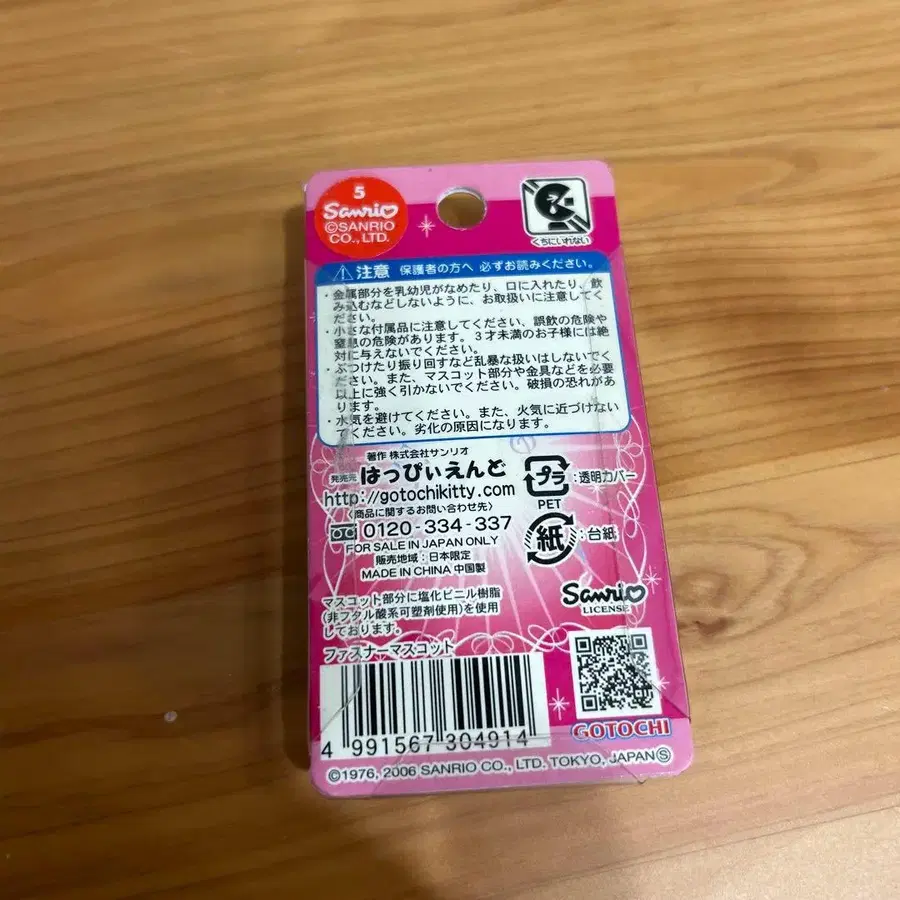 5
Sanrio
©SANRIO
CO., LTD.
くちにいれない
注意 保護者の方へ 必ずお読みください。
・金属部分を乳幼児がなめたり、口に入れたり、飲
み込むなどしないように、お取扱いに注意してく
ださい。
・小さな付属品に注意してください、誤飲の危険や
窒息の危険があります。3才未満のお子様には絶
対に与えないでください。
・ぶつけたり振り回すなど乱暴な扱いはしないでく
ださい。また、マスコット部分や金具などを必要
以上に強く引かないでください。破損の恐れがあ
ります。
・水気を避けてください。また、火気に近づけない
でください。劣化の原因になります。
著作 株式会社サンリオ
発売元 はっぴぃえんど
http://gotochikitty.com
〈商品に関するお問い合わせ先〉
0120-334-337
FOR SALE IN JAPAN ONLY
販売地域:日本限定
MADE IN CHINA 中国製
プラ :透明カバー
PET
紙 :台紙
マスコット部分に塩化ビニル樹脂
(非フタル酸系可塑剤使用)を使用
しております。
ファスナーマスコット
Sanrio
LICENSE
4 991567 304914
GOTOCHI
©1976, 2006 SANRIO CO., LTD. TOKYO, JAPAN Ⓢ